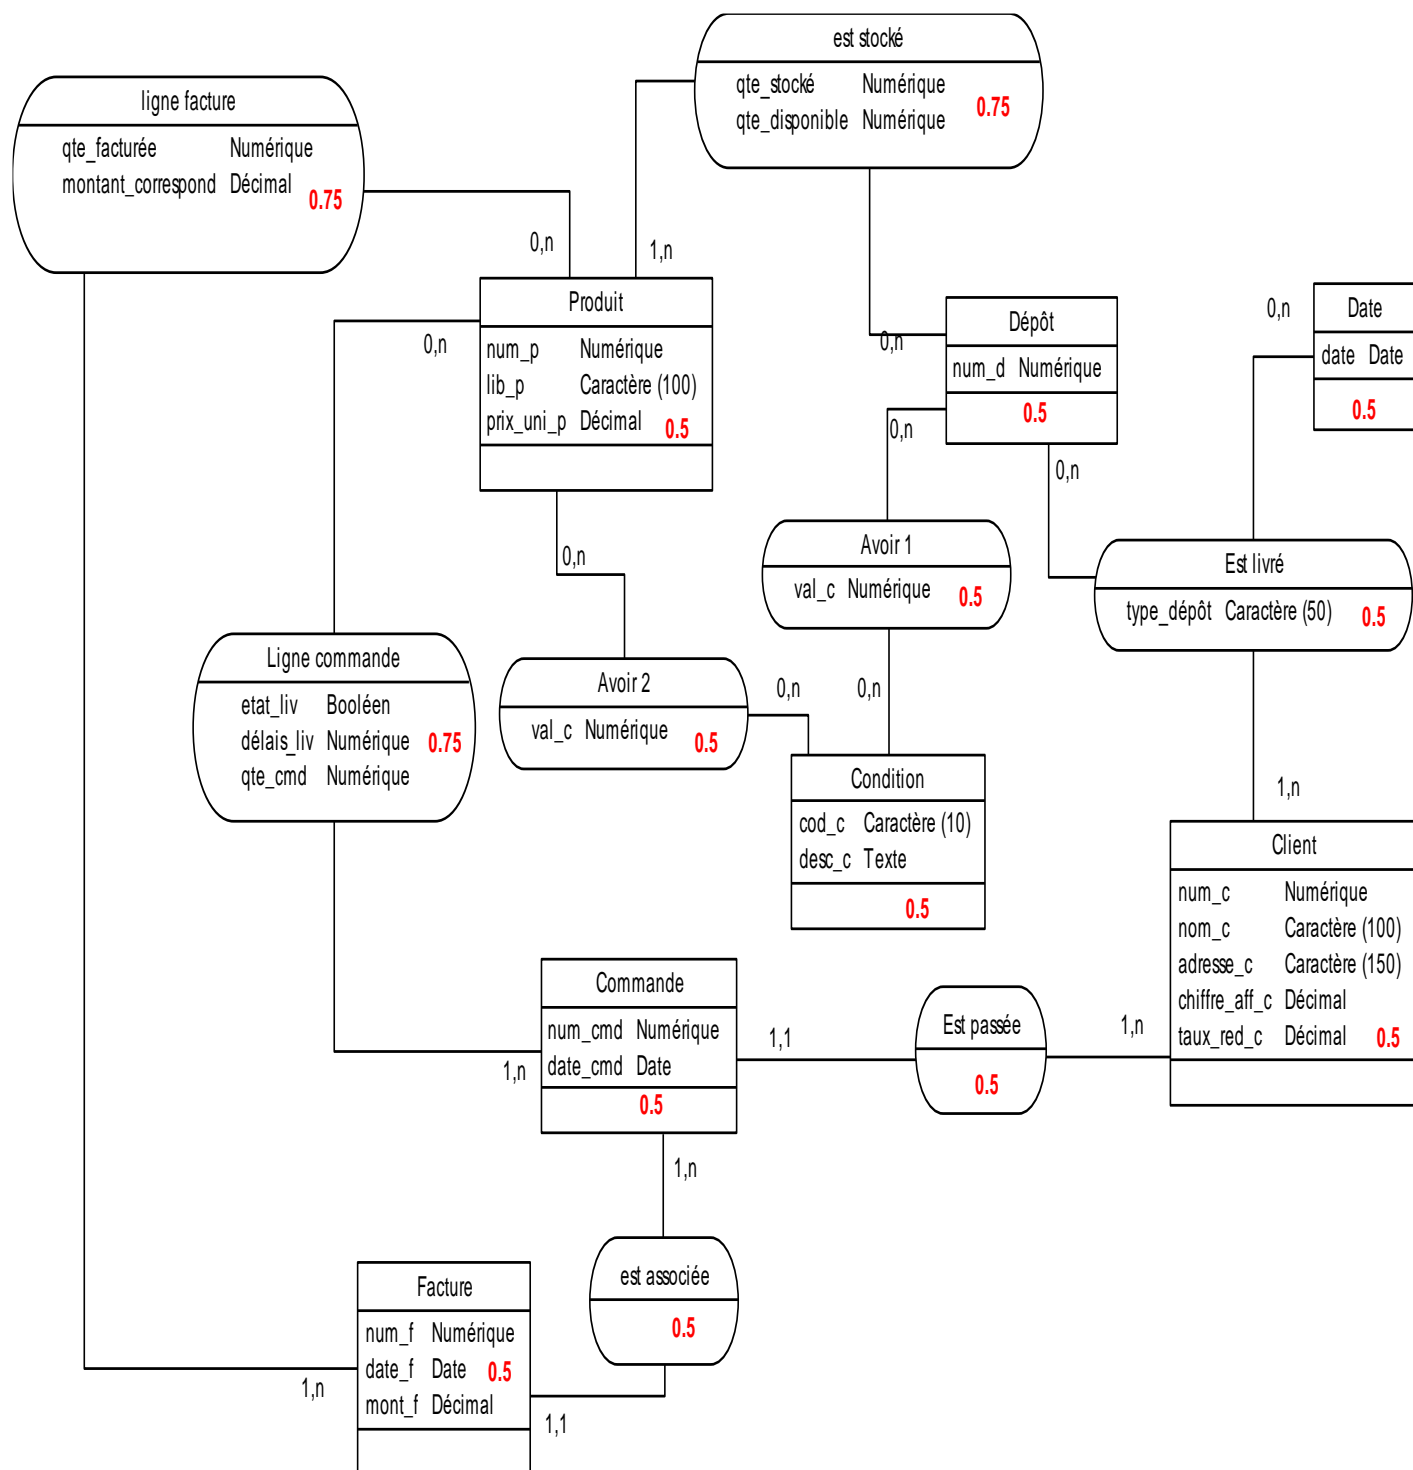 est stocké
qte_stocké Numérique
qte_disponible Numérique
0.75
ligne facture
qte_facturée Numérique
montant_correspond Décimal
0.75
0,n
1,n
Produit
num_p Numérique
lib_p Caractère (100)
prix_uni_p Décimal
0.5
0,n
0,n
Dépôt
num_d Numérique
0.5
0,n
Date
date Date
0.5
0,n
0,n
0,n
Avoir 1
val_c Numérique
0.5
Est livré
type_dépôt Caractère (50)
0.5
Ligne commande
etat_liv Booléen
délais_liv Numérique
qte_cmd Numérique
0.75
Avoir 2
val_c Numérique
0.5
0,n
0,n
Condition
cod_c Caractère (10)
desc_c Texte
0.5
1,n
Client
num_c Numérique
nom_c Caractère (100)
adresse_c Caractère (150)
chiffre_aff_c Décimal
taux_red_c Décimal
0.5
Commande
num_cmd Numérique
date_cmd Date
0.5
1,n
1,1
Est passée
0.5
1,n
1,n
est associée
0.5
Facture
num_f Numérique
date_f Date
mont_f Décimal
0.5
1,n
1,1